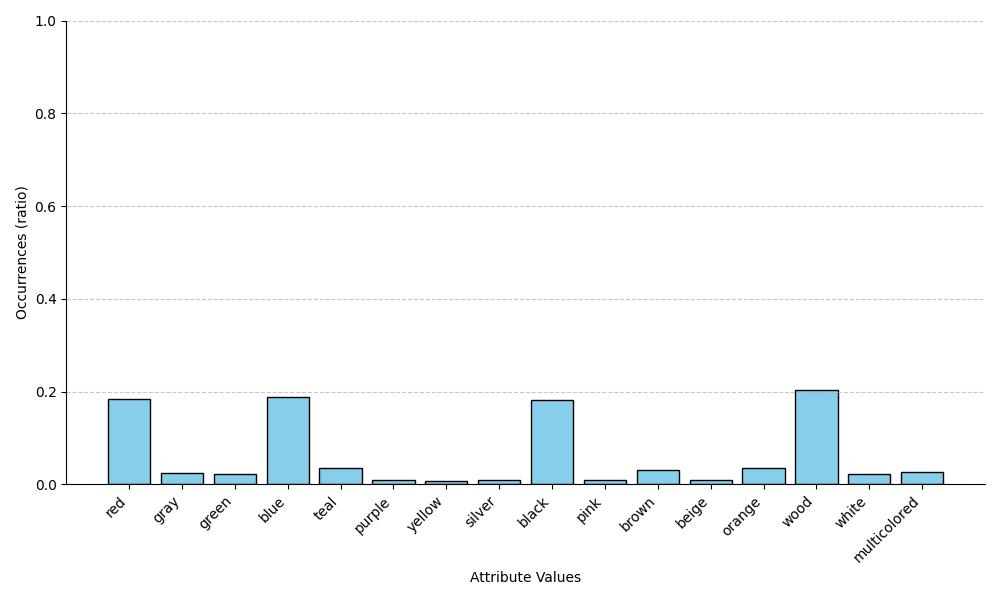 1.0
0.8
0.6
0.4
0.2
0.0
Occurrences (ratio)
red
gray
green
blue
teal
purple
yellow
silver
black
pink
brown
beige
orange
wood
white
multicolored
Attribute Values